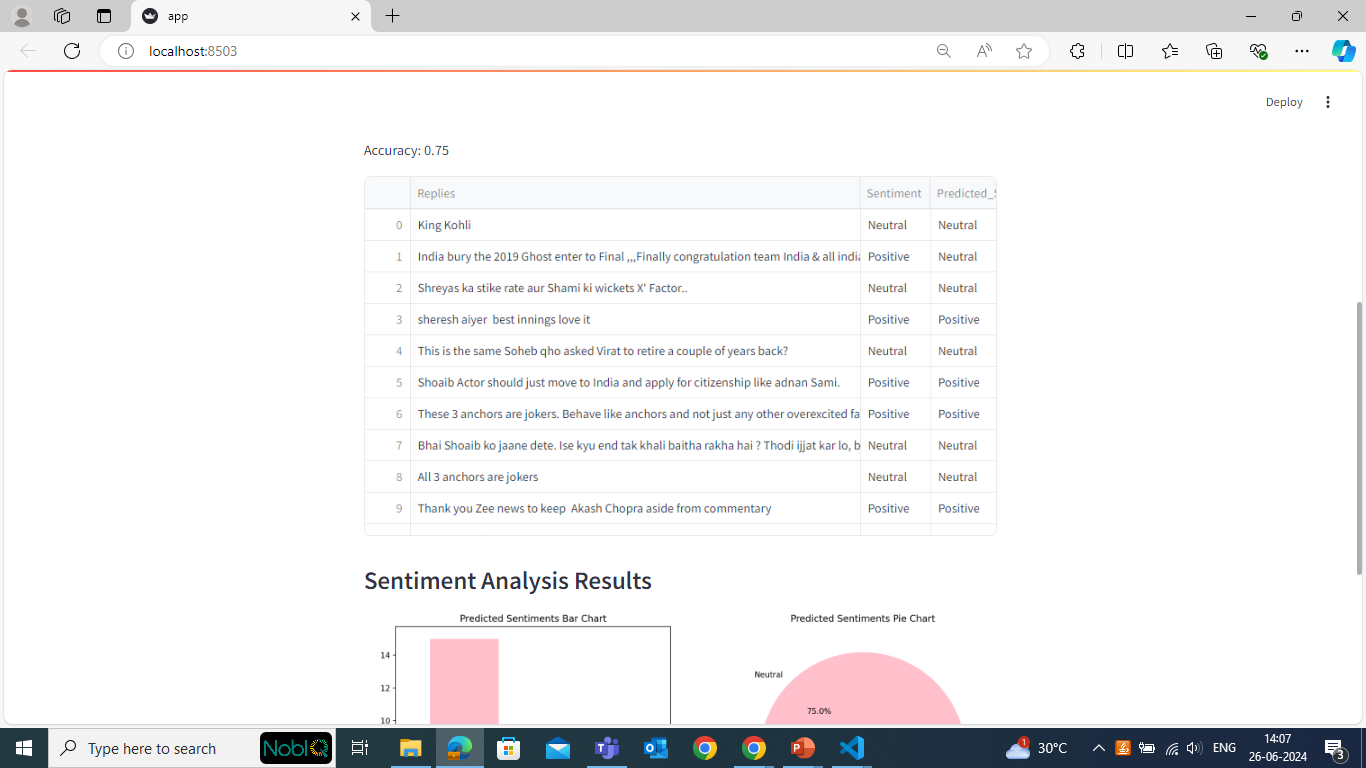 app
localhost:8503
Deploy
Accuracy: 0.75
Replies Sentiment Predicted_S
0 King Kohli Neutral Neutral
1 India bury the 2019 Ghost enter to Final ,,,Finally congratulation team India & all india Positive Neutral
2 Shreyas ka stike rate aur Shami ki wickets X' Factor.. Neutral Neutral
3 sheresh aiyer best innings love it Positive Positive
4 This is the same Soheb qho asked Virat to retire a couple of years back? Neutral Neutral
5 Shoaib Actor should just move to India and apply for citizenship like adnan Sami. Positive Positive
6 These 3 anchors are jokers. Behave like anchors and not just any other overexcited fa Positive Positive
7 Bhai Shoaib ko jaane dete. Ise kyu end tak khali baitha rakha hai ? Thodi ijjat kar lo, b Neutral Neutral
8 All 3 anchors are jokers Neutral Neutral
9 Thank you Zee news to keep Akash Chopra aside from commentary Positive Positive
Sentiment Analysis Results
Predicted Sentiments Bar Chart
14
12
10
Predicted Sentiments Pie Chart
Neutral
75.0%
Type here to search
NoblQ
1
30°C
ENG
14:07
26-06-2024
3